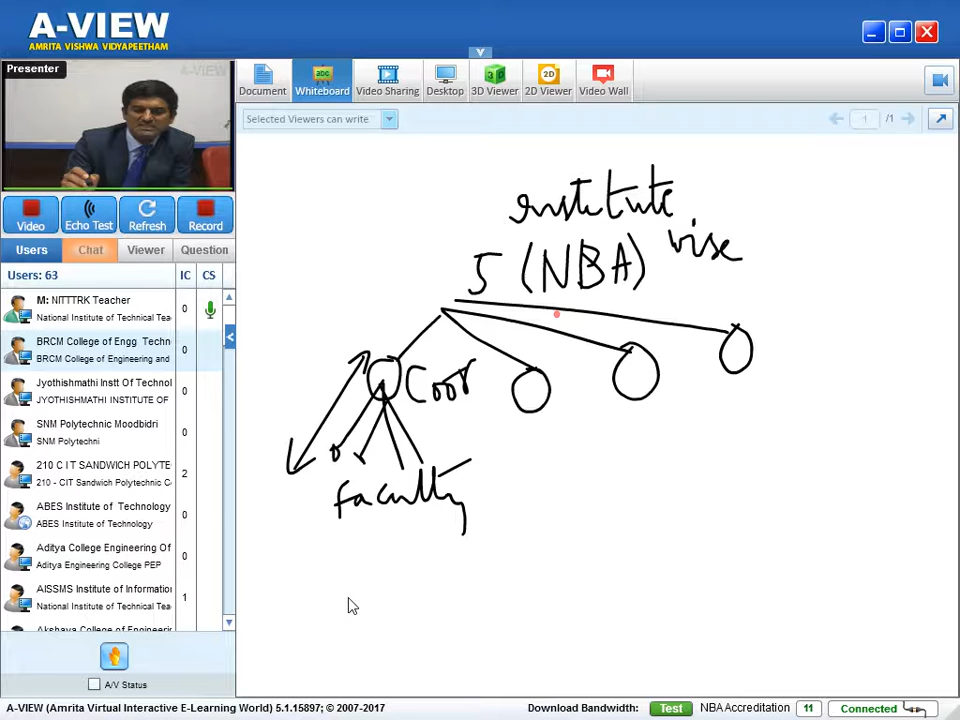 A-VIEW
AMRITA VISHWA VIDYAPEETHAM
Presenter
A-VIEW
Document
Whiteboard
Video Sharing
Desktop
3D Viewer
2D Viewer
Video Wall
Selected Viewers can write
1 /1
Video
Echo Test
Refresh
Record
Users
Chat
Viewer
Question
Users: 63 IC CS
M: NITTTRK Teacher 0
National Institute of Technical Tea
BRCM College of Engg Techn 0
BRCM College of Engineering and
Jyothishmathi Instt Of Technol 0
JYOTHISHMATHI INSTITUTE OF
SNM Polytechnic Moodbidri 0
SNM Polytechni
210 C I T SANDWICH POLYTE 2
210 - CIT Sandwich Polytechnic C
ABES Institute of Technology 0
ABES Institute of Technology
Aditya College Engineering Of 0
Aditya Engineering College PEP
AISSMS Institute of Informatio 1
National Institute of Technical Tea
Akshaya College of Engineerin
A/V Status
institute
wise
5 (NBA)
Coor
faculty
A-VIEW (Amrita Virtual Interactive E-Learning World) 5.1.15897; © 2007-2017
Download Bandwidth: Test NBA Accreditation 11 Connected